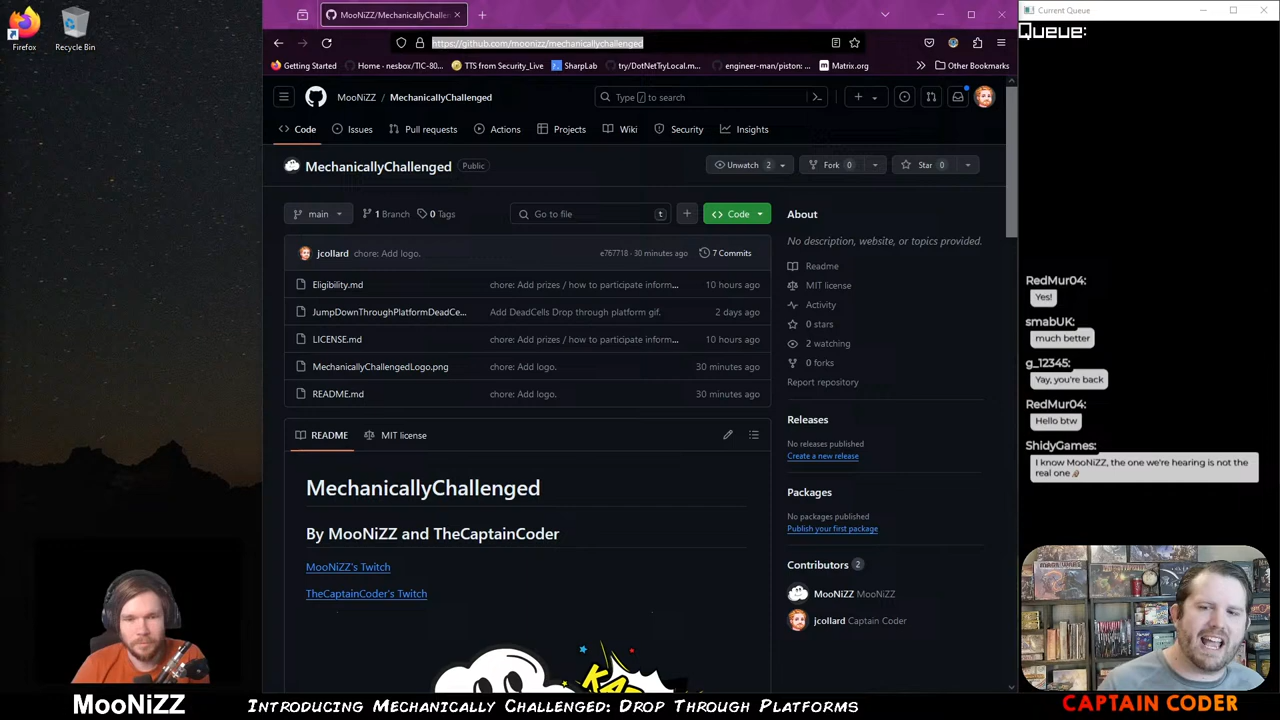 Firefox
Recycle Bin
MooNiZZ/MechanicallyChalle
https://github.com/moonizz/mechanicallychallenged
Getting Started
Home - nesbox/TIC-80...
TTS from Security_Live
SharpLab
try/DotNetTryLocal.m...
engineer-man/piston: ...
Matrix.org
Other Bookmarks
MooNiZZ / MechanicallyChallenged
Type / to search
Code
Issues
Pull requests
Actions
Projects
Wiki
Security
Insights
MechanicallyChallenged Public
Unwatch 2
Fork 0
Star 0
main
1 Branch
0 Tags
Go to file t
Code
jcollard chore: Add logo. e767718 · 30 minutes ago 7 Commits
Eligibility.md chore: Add prizes / how to participate inform... 10 hours ago
JumpDownThroughPlatformDeadCe... Add DeadCells Drop through platform gif. 2 days ago
LICENSE.md chore: Add prizes / how to participate inform... 10 hours ago
MechanicallyChallengedLogo.png chore: Add logo. 30 minutes ago
README.md chore: Add logo. 30 minutes ago
README
MIT license
MechanicallyChallenged
By MooNiZZ and TheCaptainCoder
MooNiZZ's Twitch
TheCaptainCoder's Twitch
About
No description, website, or topics provided.
Readme
MIT license
Activity
0 stars
2 watching
0 forks
Report repository
Releases
No releases published
Create a new release
Packages
No packages published
Publish your first package
Contributors 2
MooNiZZ MooNiZZ
jcollard Captain Coder
Current Queue
Queue:
RedMur04:
Yes!
smabUK:
much better
g_12345:
Yay, you're back
RedMur04:
Hello btw
ShidyGames:
I know MooNiZZ, the one we're hearing is not the
real one
MooNiZZ
Introducing Mechanically Challenged: Drop Through Platforms
CAPTAIN CODER